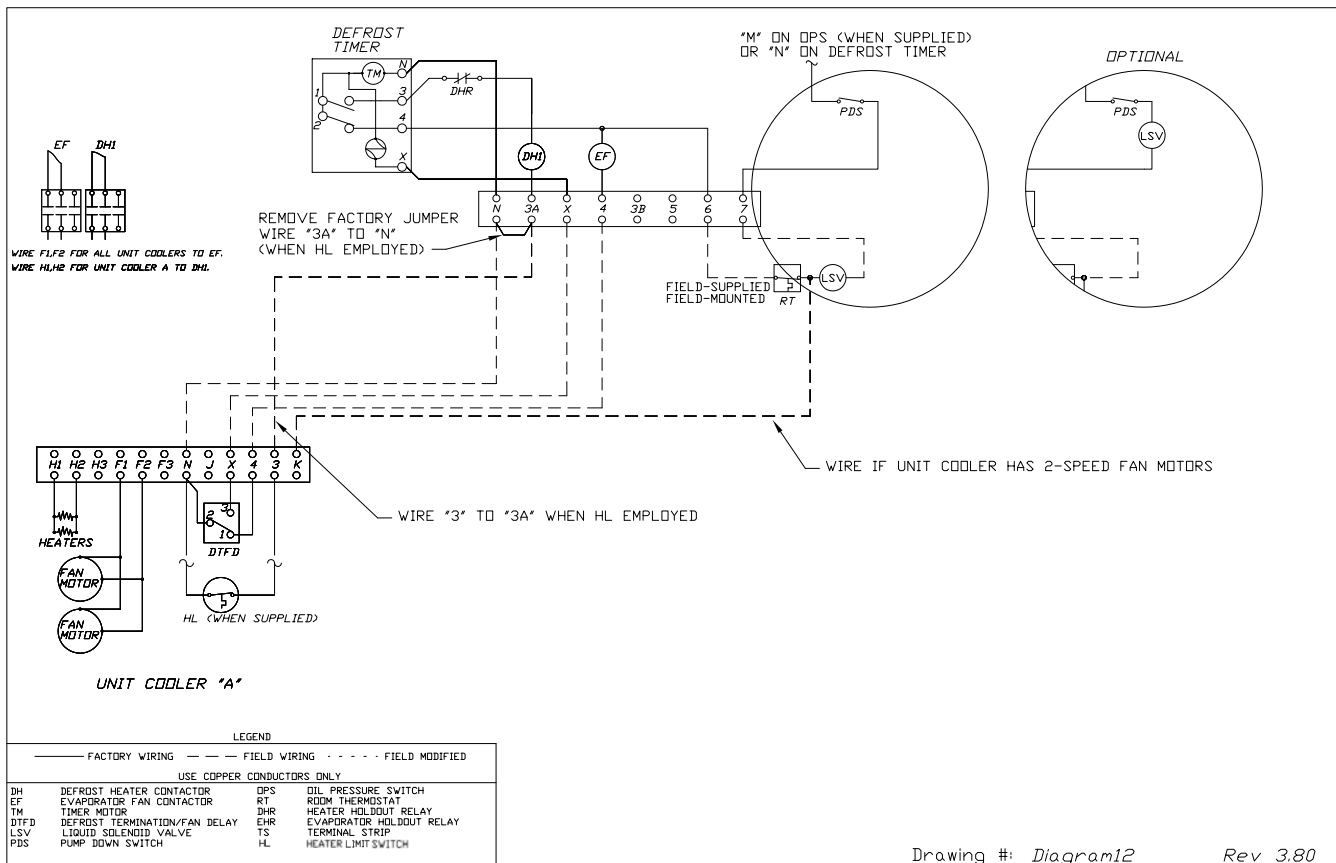 DEFROST
TIMER
TM
N
1
3
2
4
X
DHR
DH1
EF
"M" ON OPS (WHEN SUPPLIED)
OR "N" ON DEFROST TIMER
PDS
OPTIONAL
PDS
LSV
EF DH1
WIRE F1,F2 FOR ALL UNIT COOLERS TO EF.
WIRE H1,H2 FOR UNIT COOLER A TO DH1.
N 3A X 4 3B 5 6 7
REMOVE FACTORY JUMPER
WIRE "3A" TO "N"
(WHEN HL EMPLOYED)
FIELD-SUPPLIED
FIELD-MOUNTED
RT
LSV
H1 H2 H3 F1 F2 F3 N J X 4 3 K
WIRE IF UNIT COOLER HAS 2-SPEED FAN MOTORS
WIRE "3" TO "3A" WHEN HL EMPLOYED
HEATERS
3
2
1
DTFD
FAN
MOTOR
FAN
MOTOR
HL (WHEN SUPPLIED)
UNIT COOLER "A"
LEGEND
FACTORY WIRING FIELD WIRING FIELD MODIFIED
USE COPPER CONDUCTORS ONLY
DH DEFROST HEATER CONTACTOR OPS OIL PRESSURE SWITCH
EF EVAPORATOR FAN CONTACTOR RT ROOM THERMOSTAT
TM TIMER MOTOR DHR HEATER HOLDOUT RELAY
DTFD DEFROST TERMINATION/FAN DELAY EHR EVAPORATOR HOLDOUT RELAY
LSV LIQUID SOLENOID VALVE TS TERMINAL STRIP
PDS PUMP DOWN SWITCH HL HEATER LIMIT SWITCH
Drawing #: Diagram12 Rev 3.80